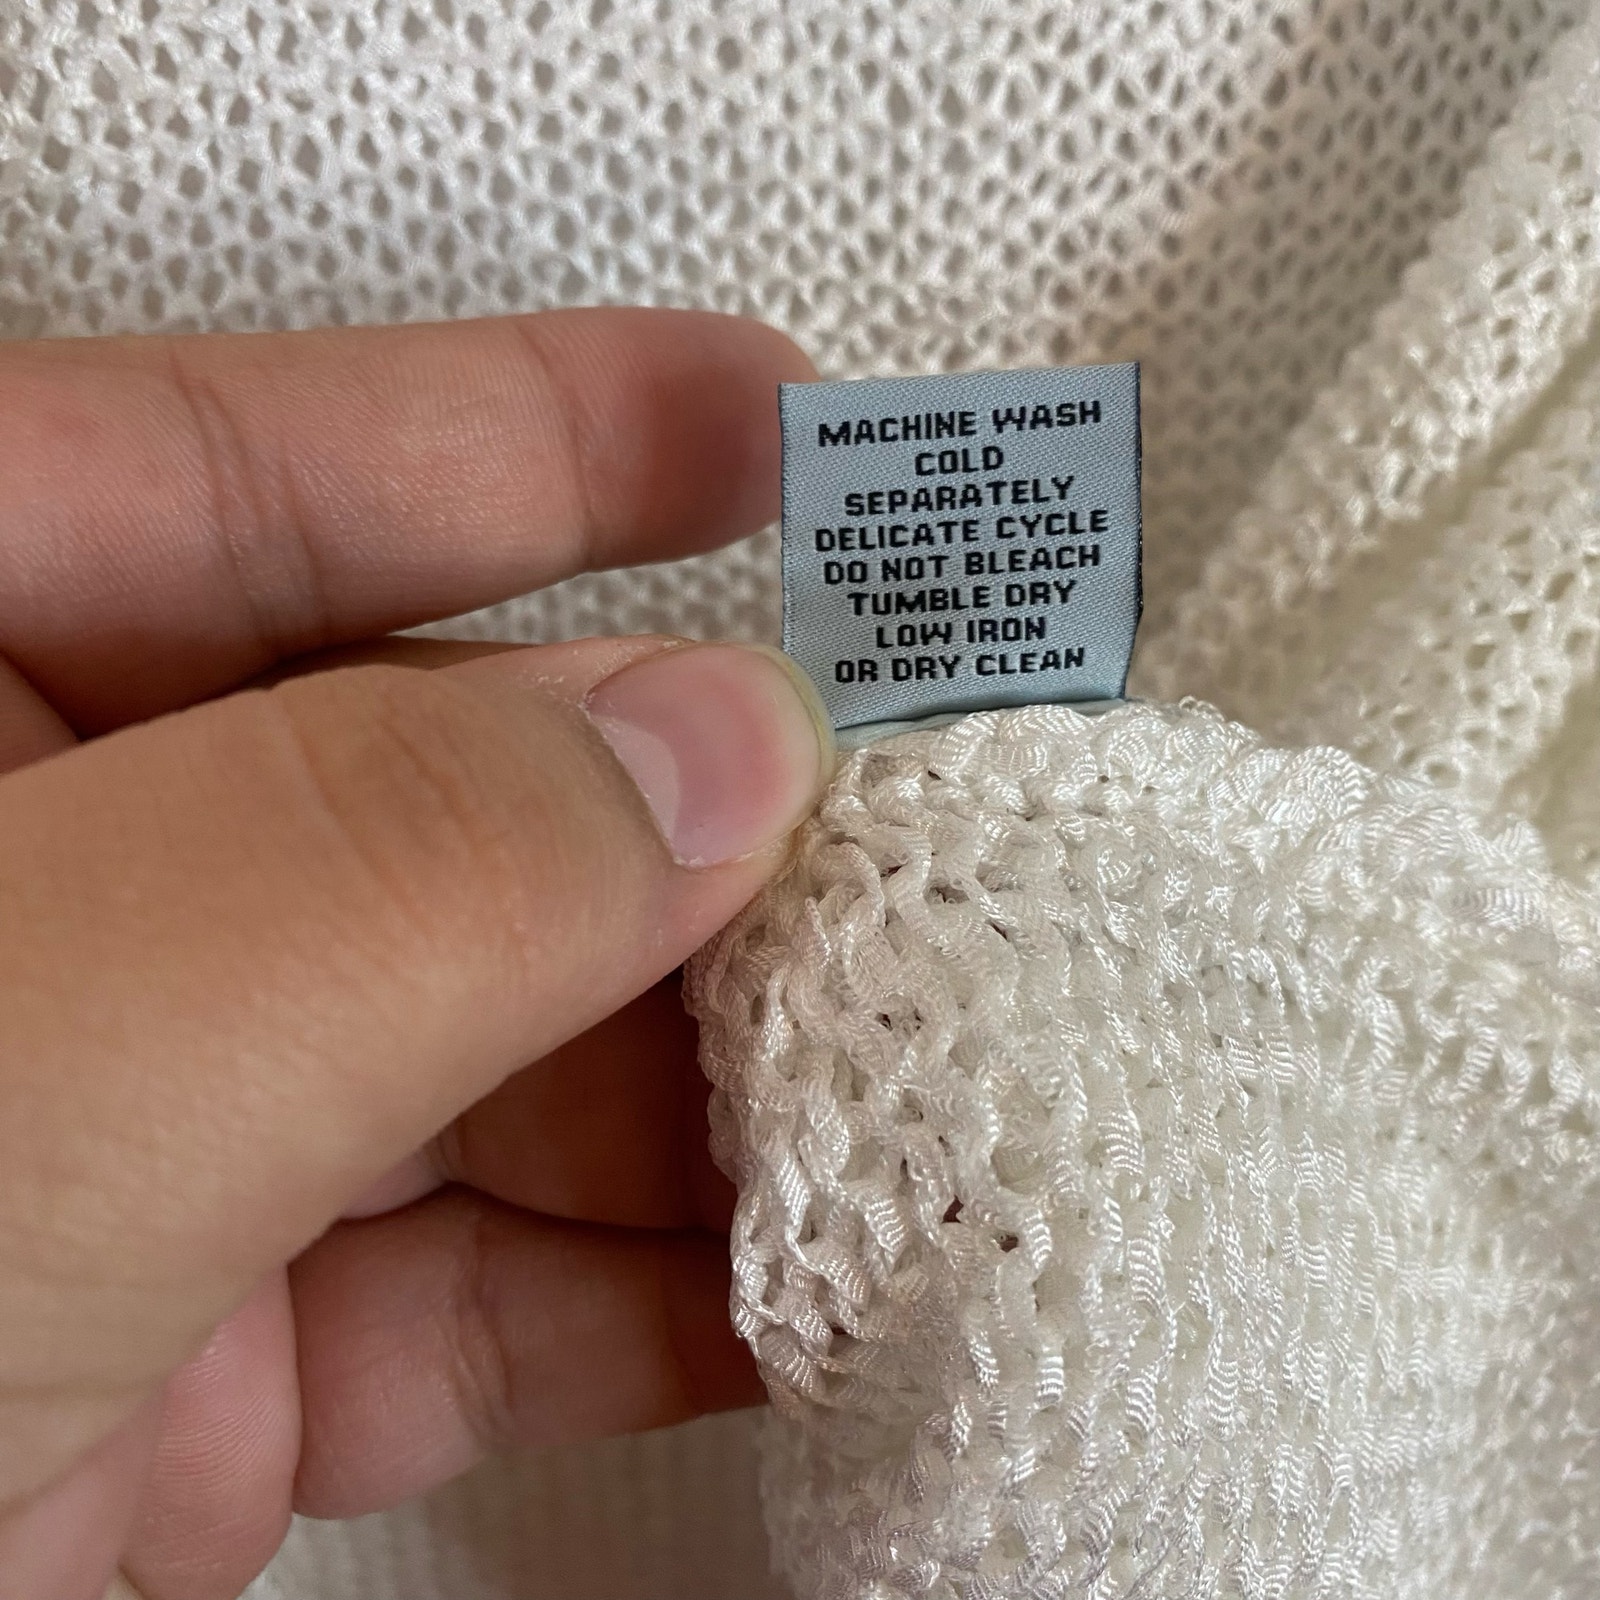 MACHINE WASH
COLD
SEPARATELY
DELICATE CYCLE
DO NOT BLEACH
TUMBLE DRY
LOW IRON
OR DRY CLEAN